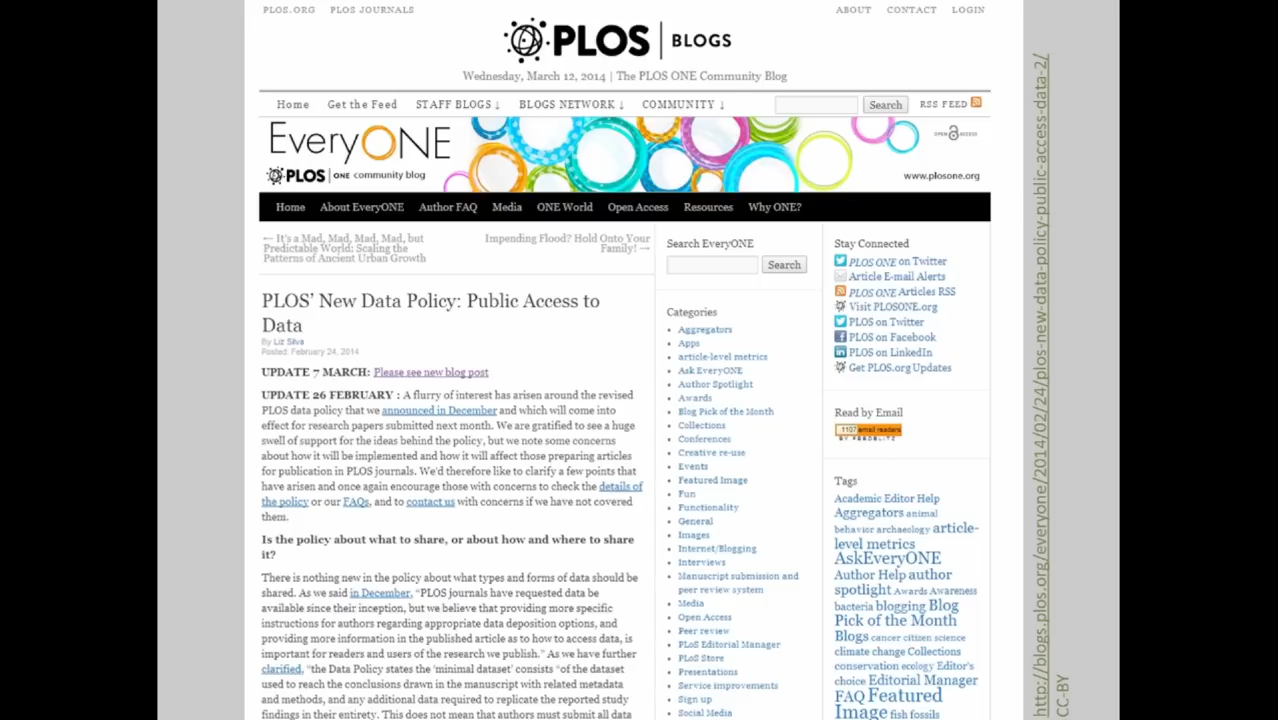 PLOS.ORG PLOS JOURNALS ABOUT CONTACT LOGIN
PLOS | BLOGS
Wednesday, March 12, 2014 | The PLOS ONE Community Blog
Home Get the Feed STAFF BLOGS ↓ BLOGS NETWORK ↓ COMMUNITY ↓ Search RSS FEED
EveryONE
OPEN ACCESS
PLOS | ONE community blog
www.plosone.org
Home About EveryONE Author FAQ Media ONE World Open Access Resources Why ONE?
← It's a Mad, Mad, Mad, Mad, but
Predictable World: Scaling the
Patterns of Ancient Urban Growth
Impending Flood? Hold Onto Your
Family! →
PLOS' New Data Policy: Public Access to
Data
By Liz Silva
Posted: February 24, 2014
UPDATE 7 MARCH: Please see new blog post
UPDATE 26 FEBRUARY : A flurry of interest has arisen around the revised
PLOS data policy that we announced in December and which will come into
effect for research papers submitted next month. We are gratified to see a huge
swell of support for the ideas behind the policy, but we note some concerns
about how it will be implemented and how it will affect those preparing articles
for publication in PLOS journals. We'd therefore like to clarify a few points that
have arisen and once again encourage those with concerns to check the details of
the policy or our FAQs, and to contact us with concerns if we have not covered
them.
Is the policy about what to share, or about how and where to share
it?
There is nothing new in the policy about what types and forms of data should be
shared. As we said in December, "PLOS journals have requested data be
available since their inception, but we believe that providing more specific
instructions for authors regarding appropriate data deposition options, and
providing more information in the published article as to how to access data, is
important for readers and users of the research we publish." As we have further
clarified, "the Data Policy states the 'minimal dataset' consists "of the dataset
used to reach the conclusions drawn in the manuscript with related metadata
and methods, and any additional data required to replicate the reported study
findings in their entirety. This does not mean that authors must submit all data
Search EveryONE
Search
Categories
Aggregators
Apps
article-level metrics
Ask EveryONE
Author Spotlight
Awards
Blog Pick of the Month
Collections
Conferences
Creative re-use
Events
Featured Image
Fun
Functionality
General
Images
Internet/Blogging
Interviews
Manuscript submission and
peer review system
Media
Open Access
Peer review
PLoS Editorial Manager
PLoS Store
Presentations
Service improvements
Sign up
Social Media
Stay Connected
PLOS ONE on Twitter
Article E-mail Alerts
PLOS ONE Articles RSS
Visit PLOSONE.org
PLOS on Twitter
PLOS on Facebook
PLOS on LinkedIn
Get PLOS.org Updates
Read by Email
1107 email readers
BY FEEDBLITZ
Tags
Academic Editor Help
Aggregators animal
behavior archaeology article-
level metrics
AskEveryONE
Author Help author
spotlight Awards Awareness
bacteria blogging Blog
Pick of the Month
Blogs cancer citizen science
climate change Collections
conservation ecology Editor's
choice Editorial Manager
FAQ Featured
Image fish fossils
http://blogs.plos.org/everyone/2014/02/24/plos-new-data-policy-public-access-data-2/
CC-BY